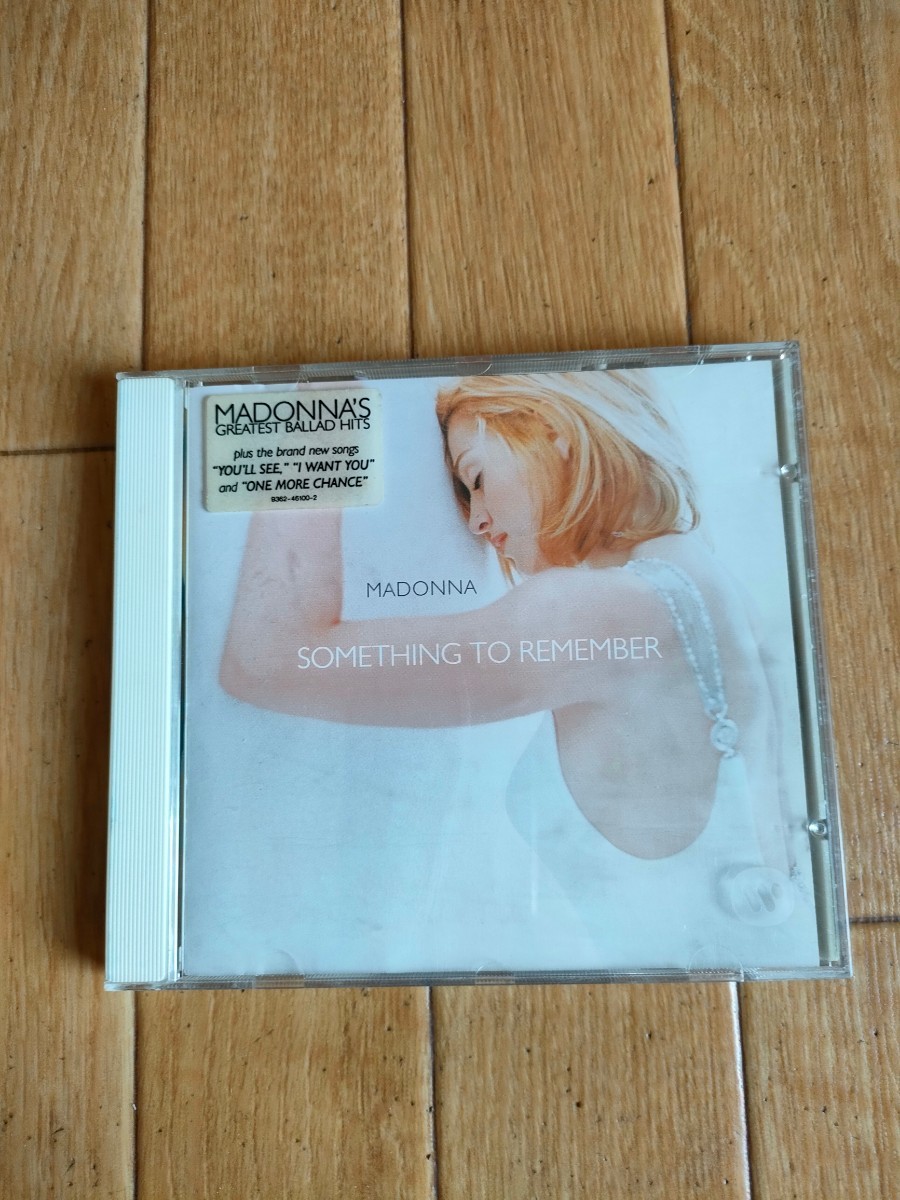 MADONNA'S
GREATEST BALLAD HITS
plus the brand new songs
"YOU'LL SEE," "I WANT YOU"
and "ONE MORE CHANCE"
9362-46100-2
MADONNA
SOMETHING TO REMEMBER